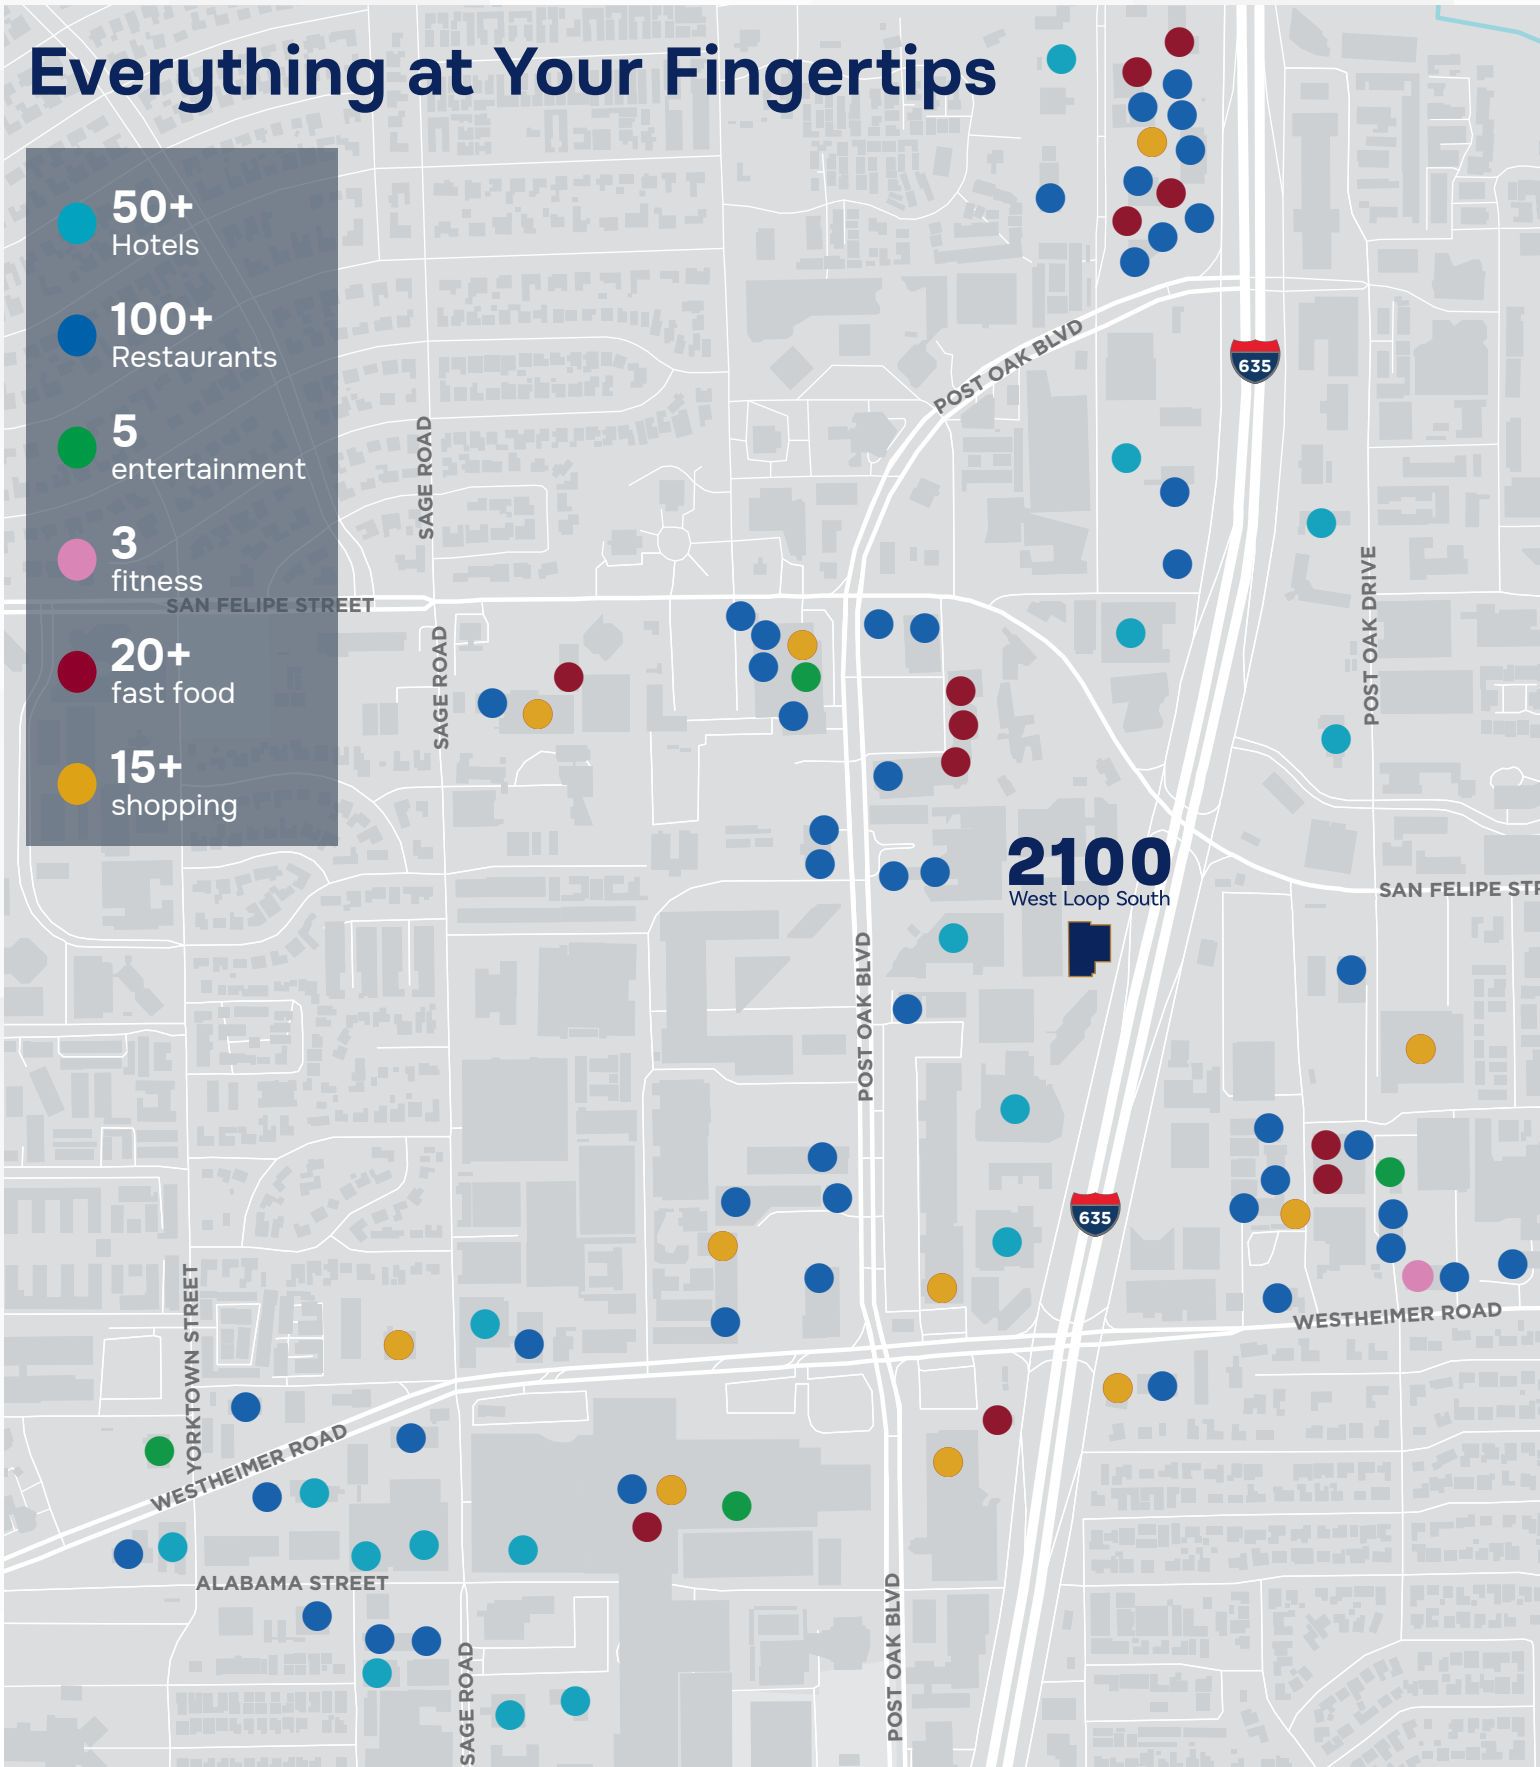 Everything at Your Fingertips
50+
Hotels
100+
Restaurants
5
entertainment
3
fitness
20+
fast food
15+
shopping
POST OAK BLVD
635
SAGE ROAD
SAN FELIPE STREET
POST OAK DRIVE
SAGE ROAD
2100
West Loop South
SAN FELIPE STR
POST OAK BLVD
635
YORKTOWN STREET
WESTHEIMER ROAD
WESTHEIMER ROAD
ALABAMA STREET
POST OAK BLVD
SAGE ROAD